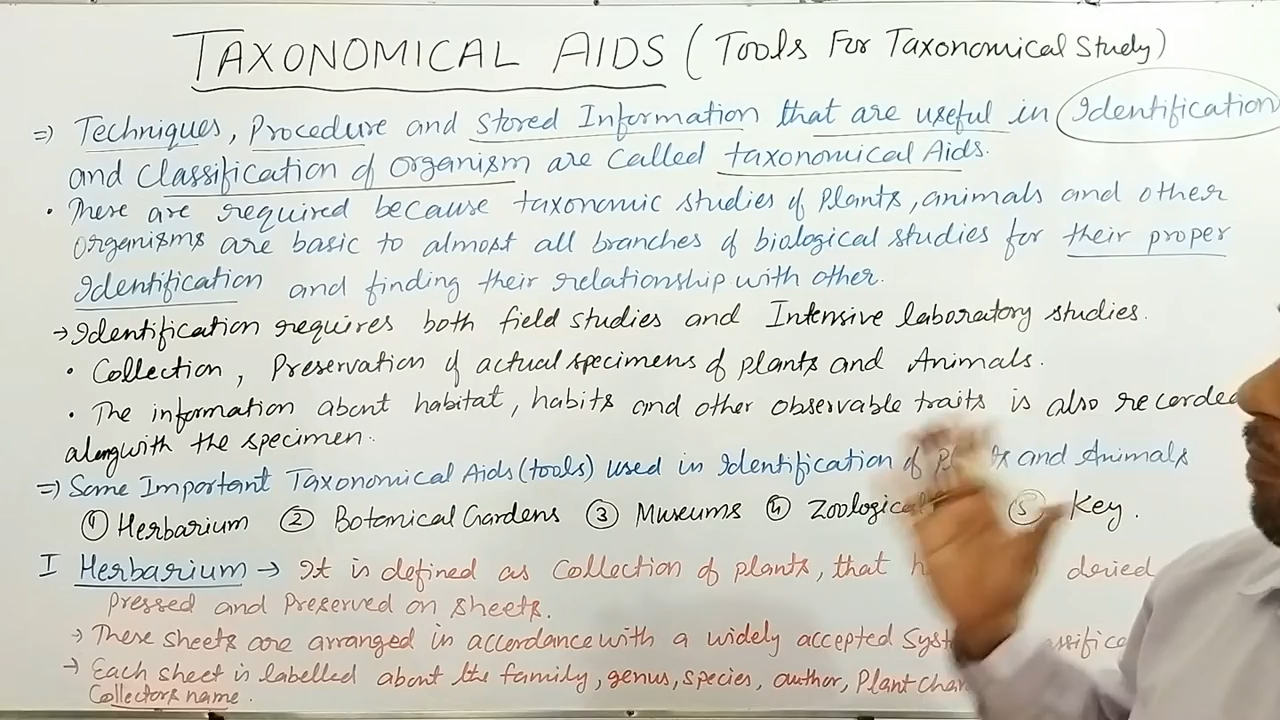 TAXONOMICAL AIDS (Tools For Taxonomical Study)
=> Techniques, Procedure and stored Information that are useful in Identification
and classification of organism are called taxonomical Aids.
• These are required because taxonomic studies of Plants, animals and other
organisms are basic to almost all branches of biological studies for their proper
Identification and finding their relationship with other.
→ Identification requires both field studies and Intensive laboratory studies.
• Collection, Preservation of actual specimens of plants and Animals.
• The information about habitat, habits and other observable traits is also recorded
alongwith the specimen.
=> Some Important Taxonomical Aids (tools) used in Identification of and Animals
① Herbarium ② Botanical Gardens ③ Museums ④ Zoological ⑤ Key.
I Herbarium → It is defined as collection of plants, that dried
Pressed and Preserved on sheets.
→ These sheets are arranged in accordance with a widely accepted
→ Each sheet is labelled about the family, genus, species, author, Plant
Collectors name.